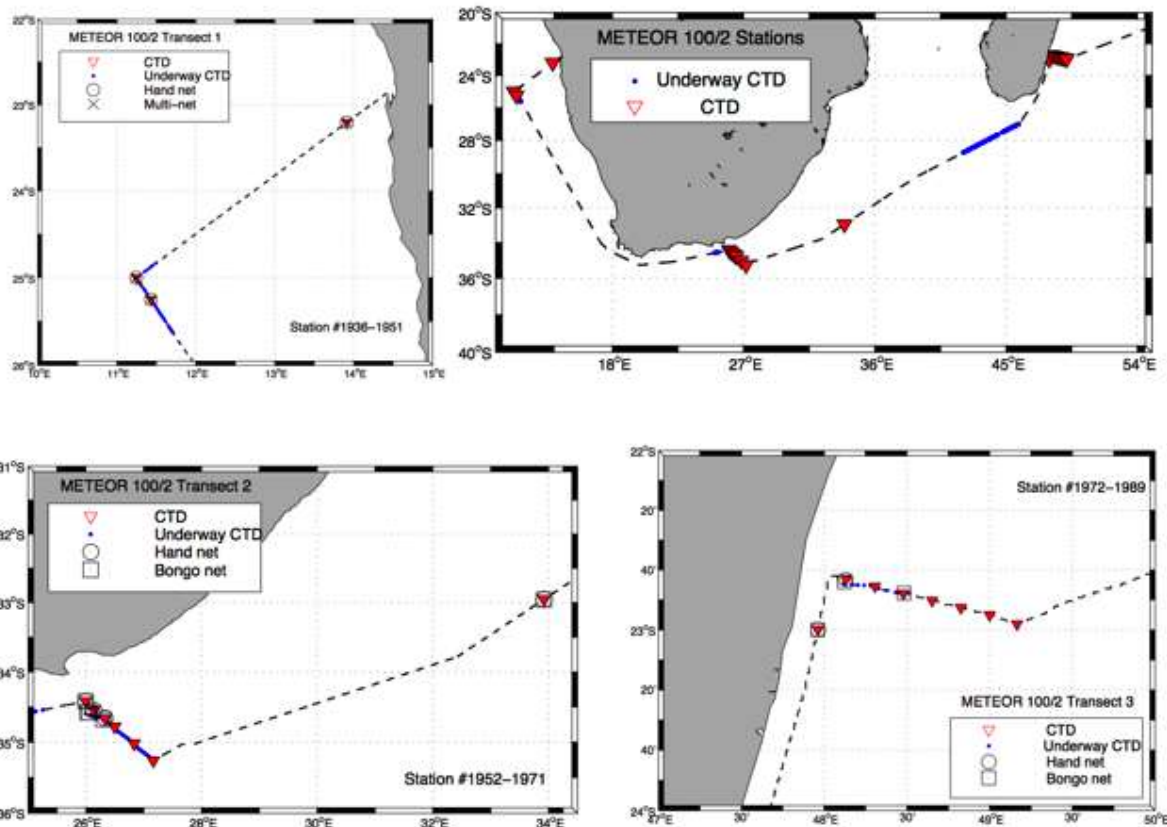 22°S
METEOR 100/2 Transect 1
CTD
Underway CTD
Hand net
Multi-net
23°S
24°S
25°S
Station #1936-1951
26°S
10°E 11°E 12°E 13°E 14°E 15°E
20°S
METEOR 100/2 Stations
Underway CTD
CTD
24°S
28°S
32°S
36°S
40°S
18°E 27°E 36°E 45°E 54°E
31°S
METEOR 100/2 Transect 2
CTD
Underway CTD
Hand net
Bongo net
32°S
33°S
34°S
35°S
Station #1952-1971
36°S
26°E 28°E 30°E 32°E 34°E
22°S
Station #1972-1989
20'
40'
23°S
20'
METEOR 100/2 Transect 3
CTD
Underway CTD
Hand net
Bongo net
40'
24°S
47°E 30' 48°E 30' 49°E 30' 50°E 30'